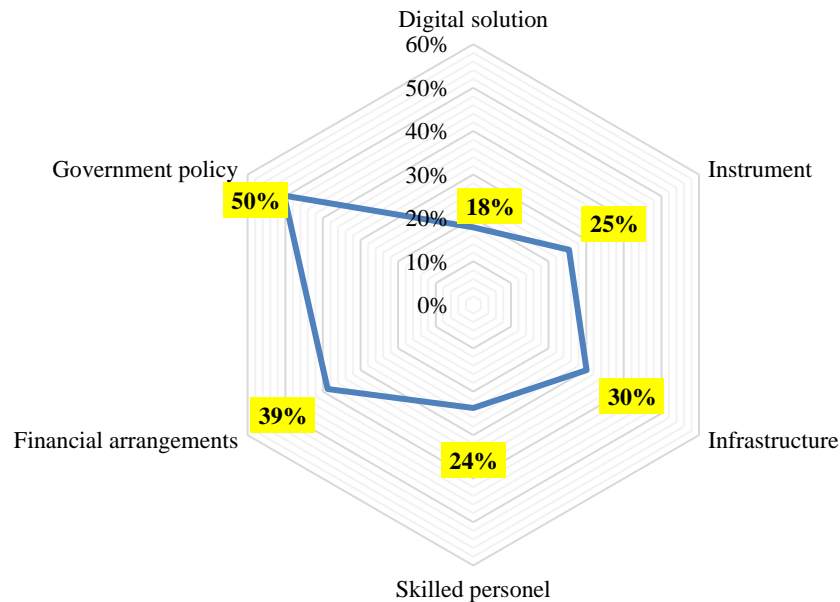 Digital solution
60%
50%
40%
30%
20%
10%
0%
Government policy
50%
18%
Instrument
25%
30%
Infrastructure
39%
Financial arrangements
24%
Skilled personel